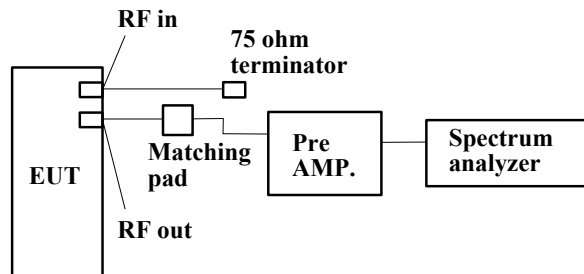 RF in
75 ohm
terminator
EUT
Matching
pad
Pre
AMP.
Spectrum
analyzer
RF out